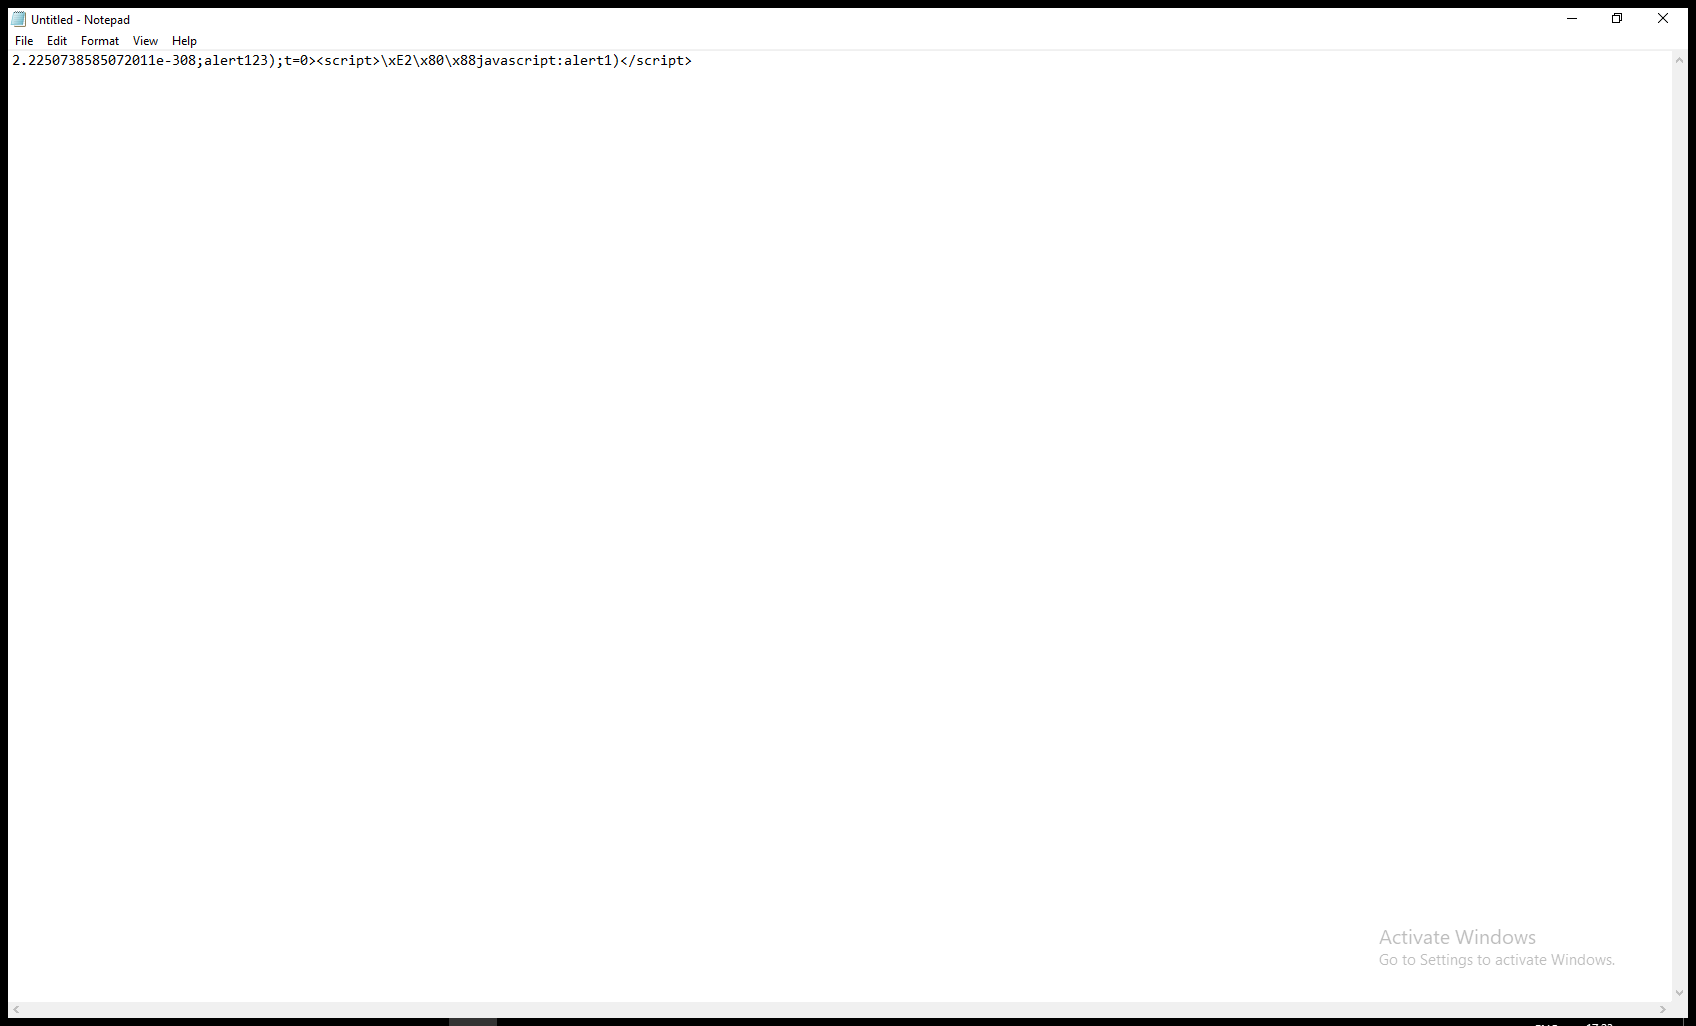 Untitled - Notepad
File Edit Format View Help
2.2250738585072011e-308;alert123);t=0><script>\xE2\x80\x88javascript:alert1)</script>
Activate Windows
Go to Settings to activate Windows.